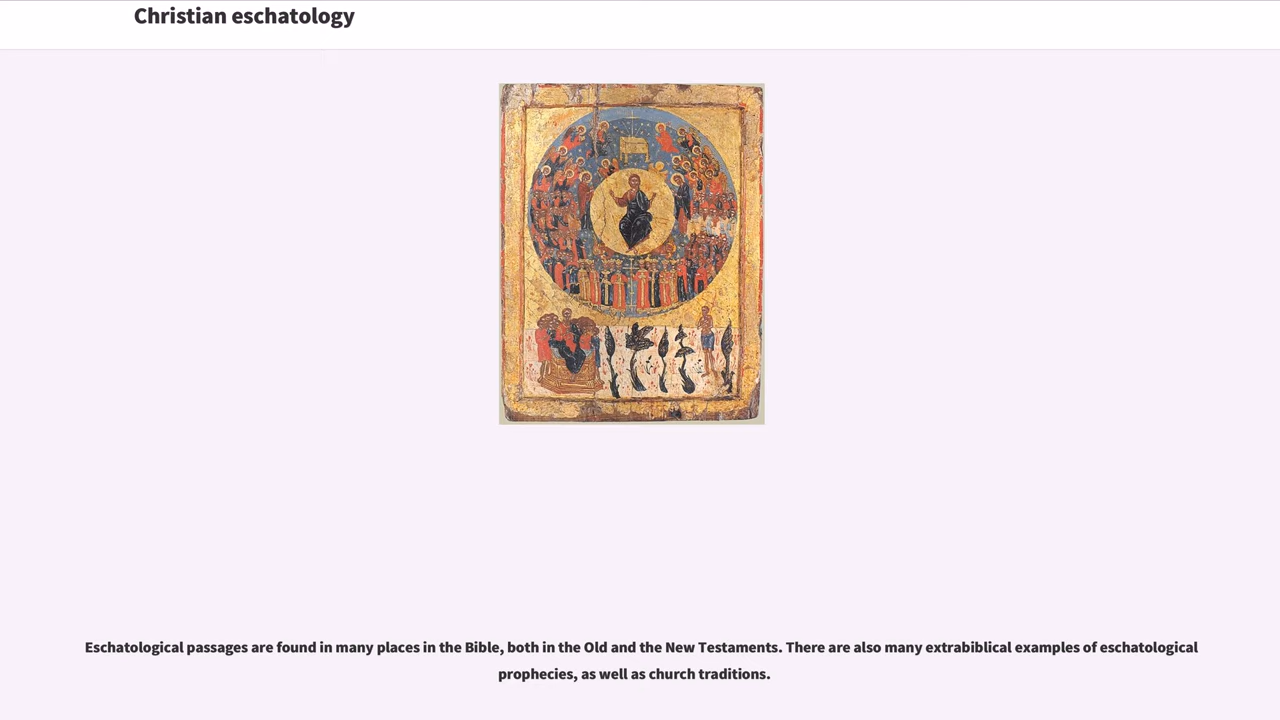 Christian eschatology
Eschatological passages are found in many places in the Bible, both in the Old and the New Testaments. There are also many extrabiblical examples of eschatological
prophecies, as well as church traditions.